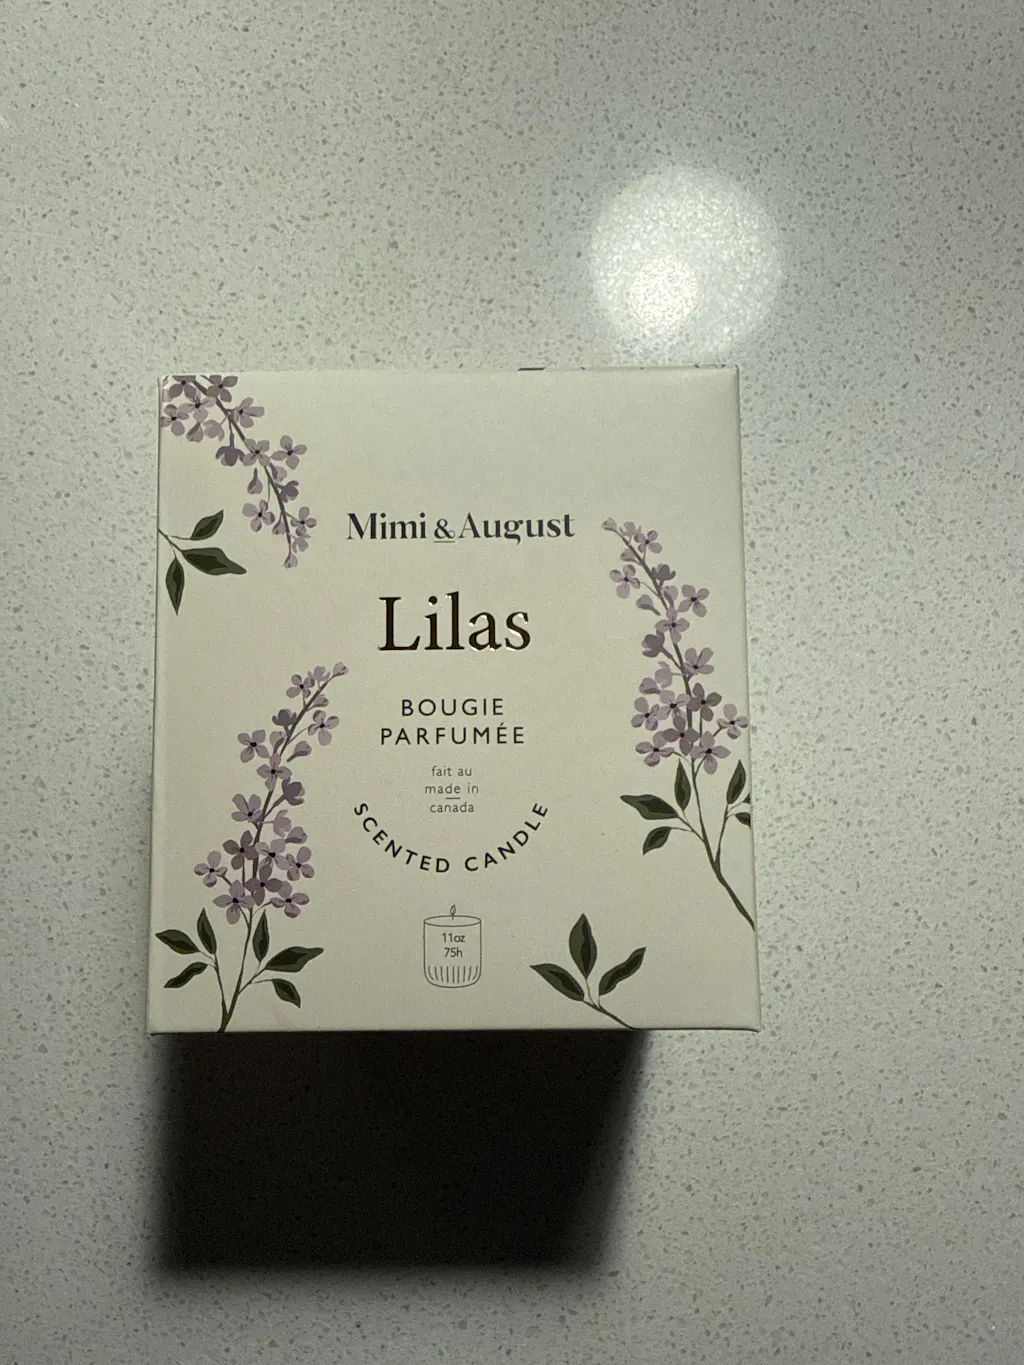 Mimi & August
Lilas
BOUGIE
PARFUMÉE
fait au
made in
canada
SCENTED CANDLE
11oz
75h